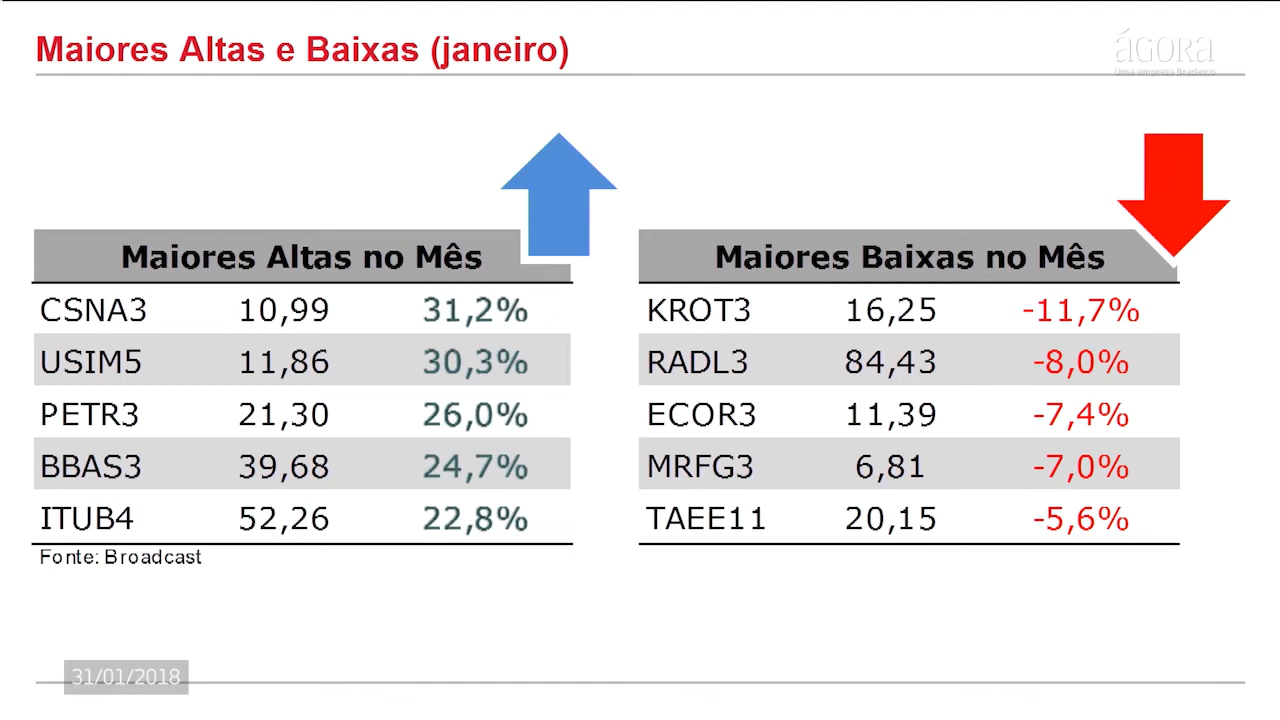 Maiores Altas e Baixas (janeiro)
ágora
Uma empresa Bradesco
Maiores Altas no Mês
CSNA3 10,99 31,2%
USIM5 11,86 30,3%
PETR3 21,30 26,0%
BBAS3 39,68 24,7%
ITUB4 52,26 22,8%
Fonte: Broadcast
Maiores Baixas no Mês
KROT3 16,25 -11,7%
RADL3 84,43 -8,0%
ECOR3 11,39 -7,4%
MRFG3 6,81 -7,0%
TAEE11 20,15 -5,6%
31/01/2018